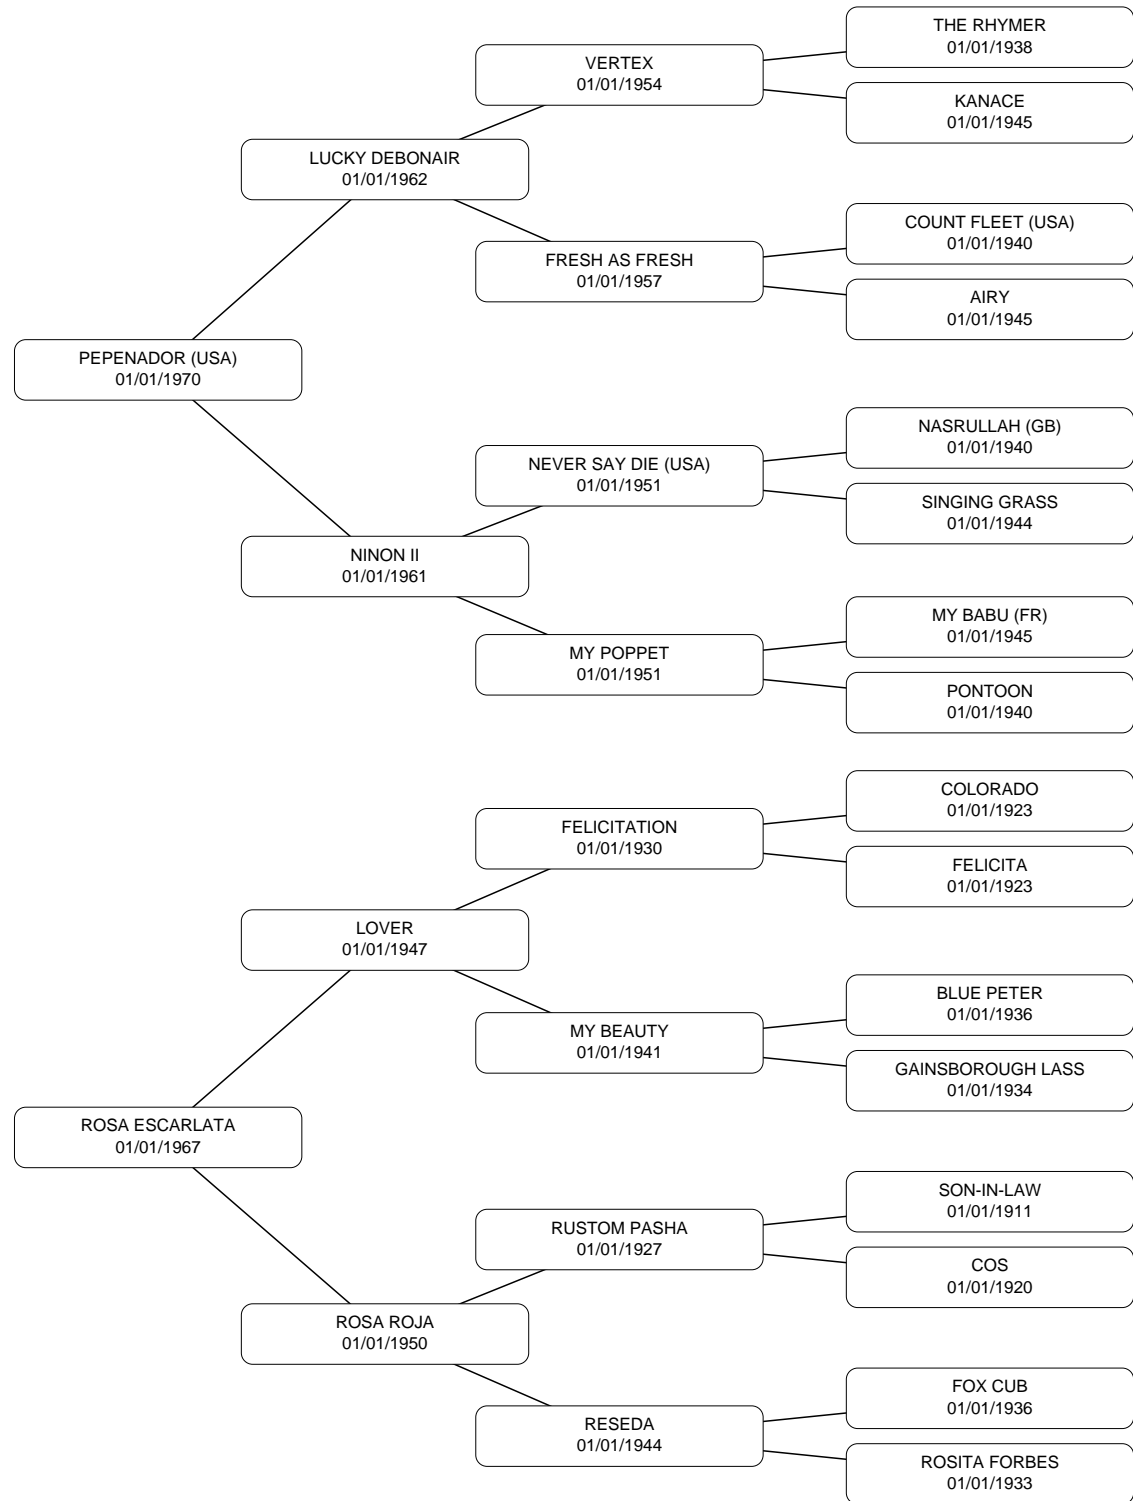 THE RHYMER
01/01/1938
VERTEX
01/01/1954
KANACE
01/01/1945
LUCKY DEBONAIR
01/01/1962
COUNT FLEET (USA)
01/01/1940
FRESH AS FRESH
01/01/1957
AIRY
01/01/1945
PEPENADOR (USA)
01/01/1970
NASRULLAH (GB)
01/01/1940
NEVER SAY DIE (USA)
01/01/1951
SINGING GRASS
01/01/1944
NINON II
01/01/1961
MY BABU (FR)
01/01/1945
MY POPPET
01/01/1951
PONTOON
01/01/1940
COLORADO
01/01/1923
FELICITATION
01/01/1930
FELICITA
01/01/1923
LOVER
01/01/1947
BLUE PETER
01/01/1936
MY BEAUTY
01/01/1941
GAINSBOROUGH LASS
01/01/1934
ROSA ESCARLATA
01/01/1967
SON-IN-LAW
01/01/1911
RUSTOM PASHA
01/01/1927
COS
01/01/1920
ROSA ROJA
01/01/1950
FOX CUB
01/01/1936
RESEDA
01/01/1944
ROSITA FORBES
01/01/1933